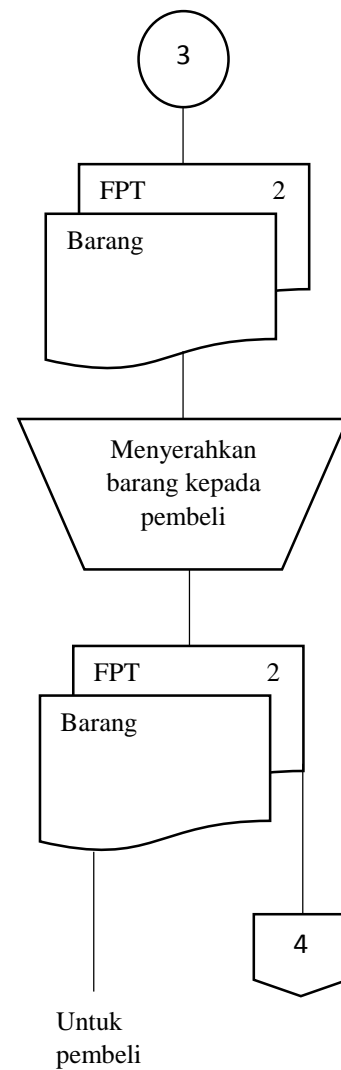 3
FPT 2
Barang
Menyerahkan
barang kepada
pembeli
FPT 2
Barang
4
Untuk
pembeli